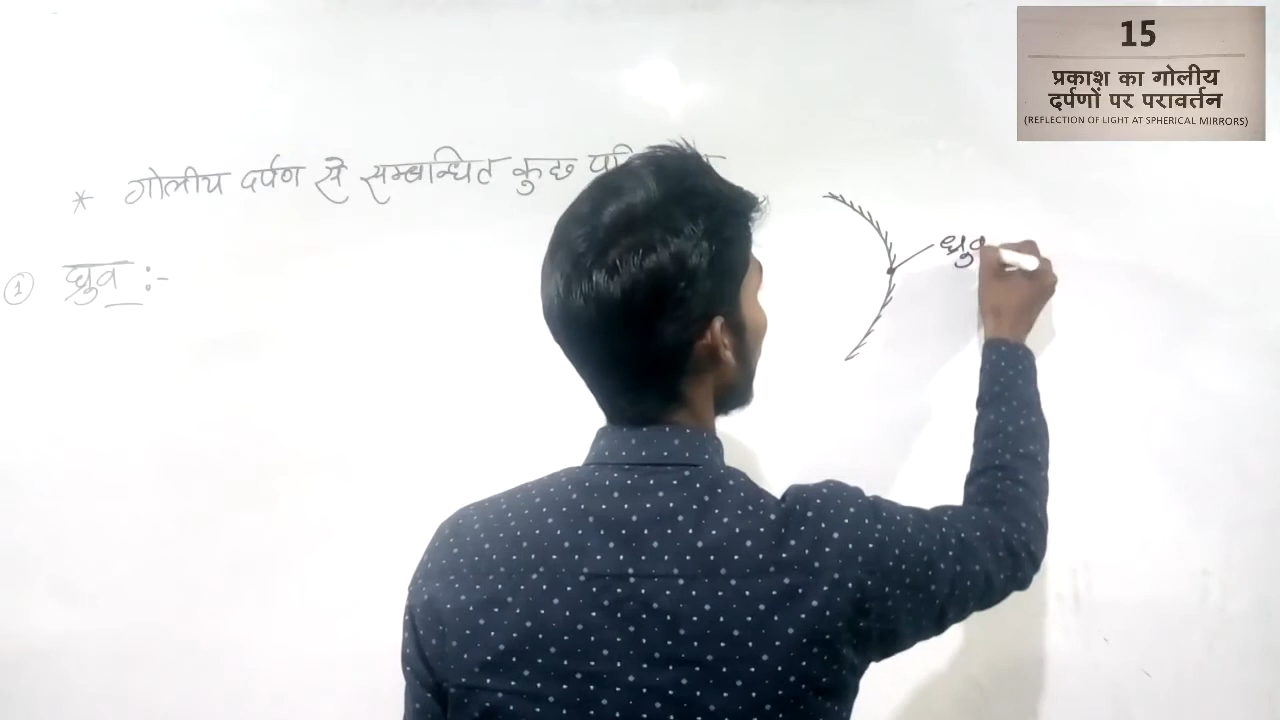 15
प्रकाश का गोलीय
दर्पणों पर परावर्तन
(REFLECTION OF LIGHT AT SPHERICAL MIRRORS)
* गोलीय दर्पण से सम्बन्धित कुछ
1 ध्रुव :-
ध्रुव